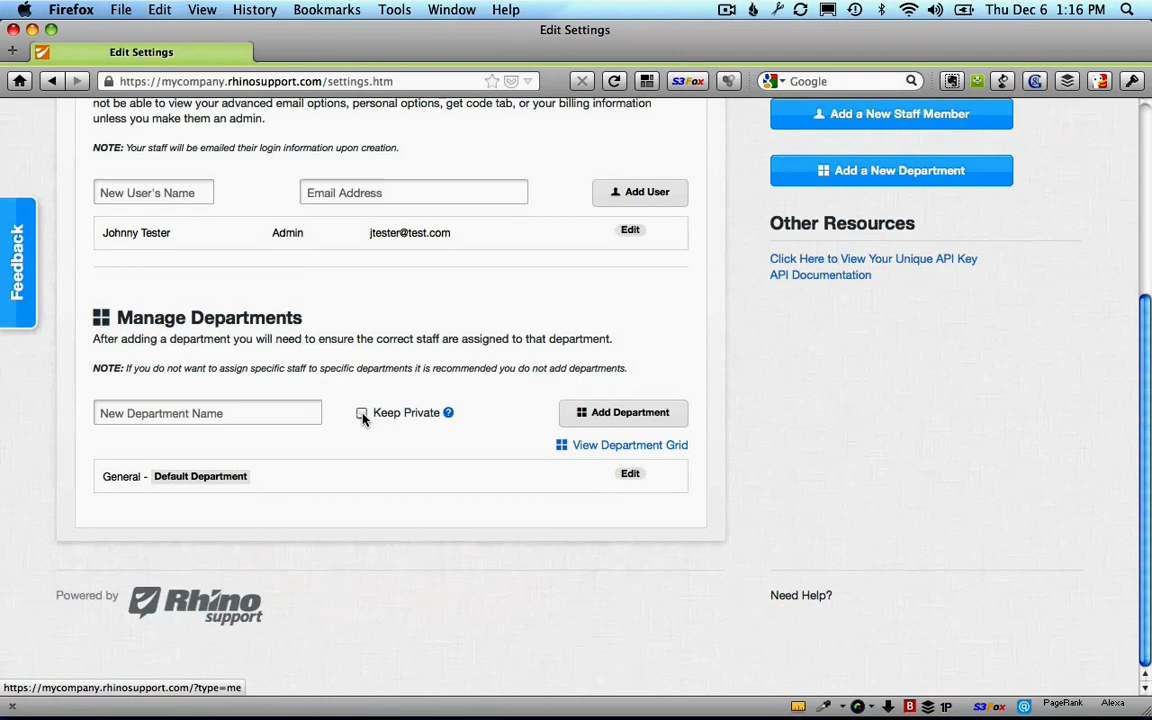 Firefox File Edit View History Bookmarks Tools Window Help Thu Dec 6 1:16 PM
Edit Settings
Edit Settings
https://mycompany.rhinosupport.com/settings.htm S3Fox Google
not be able to view your advanced email options, personal options, get code tab, or your billing information
unless you make them an admin.
NOTE: Your staff will be emailed their login information upon creation.
New User's Name Email Address Add User
Johnny Tester Admin jtester@test.com Edit
Manage Departments
After adding a department you will need to ensure the correct staff are assigned to that department.
NOTE: If you do not want to assign specific staff to specific departments it is recommended you do not add departments.
New Department Name Keep Private ? Add Department
View Department Grid
General - Default Department Edit
Add a New Staff Member
Add a New Department
Other Resources
Click Here to View Your Unique API Key
API Documentation
Feedback
Powered by Rhino support
Need Help?
https://mycompany.rhinosupport.com/?type=me
1P S3Fox PageRank Alexa